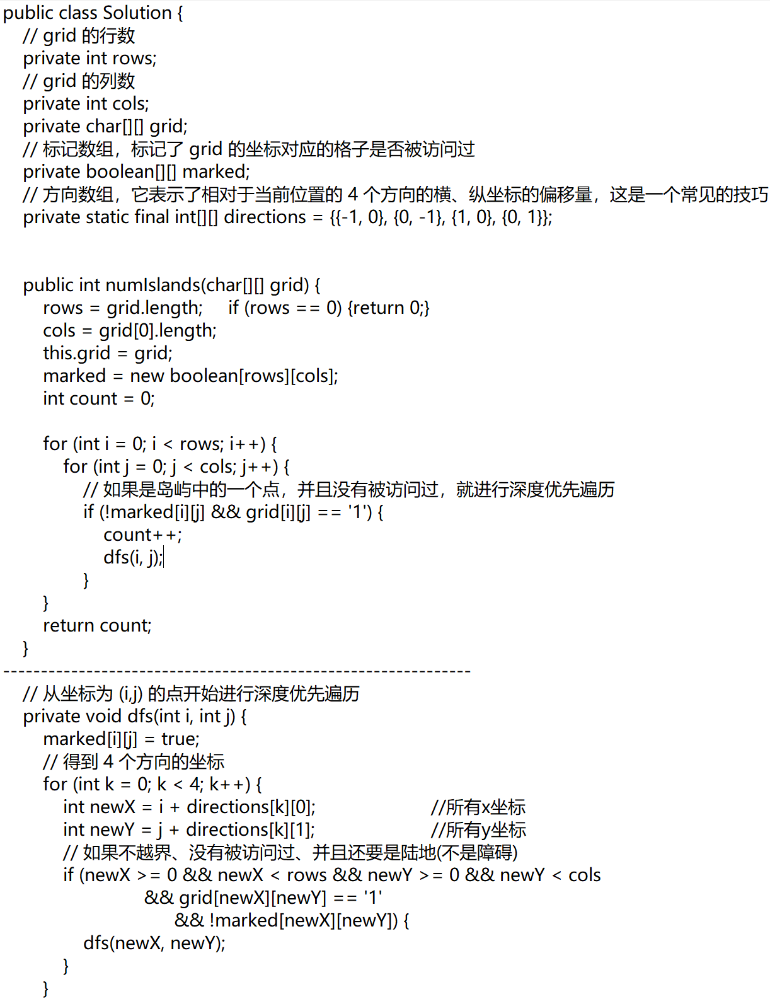 public class Solution {
// grid 的行数
private int rows;
// grid 的列数
private int cols;
private char[][] grid;
// 标记数组，标记了 grid 的坐标对应的格子是否被访问过
private boolean[][] marked;
// 方向数组，它表示了相对于当前位置的 4 个方向的横、纵坐标的偏移量，这是一个常见的技巧
private static final int[][] directions = {{-1, 0}, {0, -1}, {1, 0}, {0, 1}};
public int numIslands(char[][] grid) {
rows = grid.length;     if (rows == 0) {return 0;}
cols = grid[0].length;
this.grid = grid;
marked = new boolean[rows][cols];
int count = 0;
for (int i = 0; i < rows; i++) {
for (int j = 0; j < cols; j++) {
// 如果是岛屿中的一个点，并且没有被访问过，就进行深度优先遍历
if (!marked[i][j] && grid[i][j] == '1') {
count++;
dfs(i, j);
}
}
return count;
}
--------------------------------------------------------------
// 从坐标为 (i,j) 的点开始进行深度优先遍历
private void dfs(int i, int j) {
marked[i][j] = true;
// 得到 4 个方向的坐标
for (int k = 0; k < 4; k++) {
int newX = i + directions[k][0];                    //所有x坐标
int newY = j + directions[k][1];                    //所有y坐标
// 如果不越界、没有被访问过、并且还要是陆地(不是障碍)
if (newX >= 0 && newX < rows && newY >= 0 && newY < cols
&& grid[newX][newY] == '1'
&& !marked[newX][newY]) {
dfs(newX, newY);
}
}